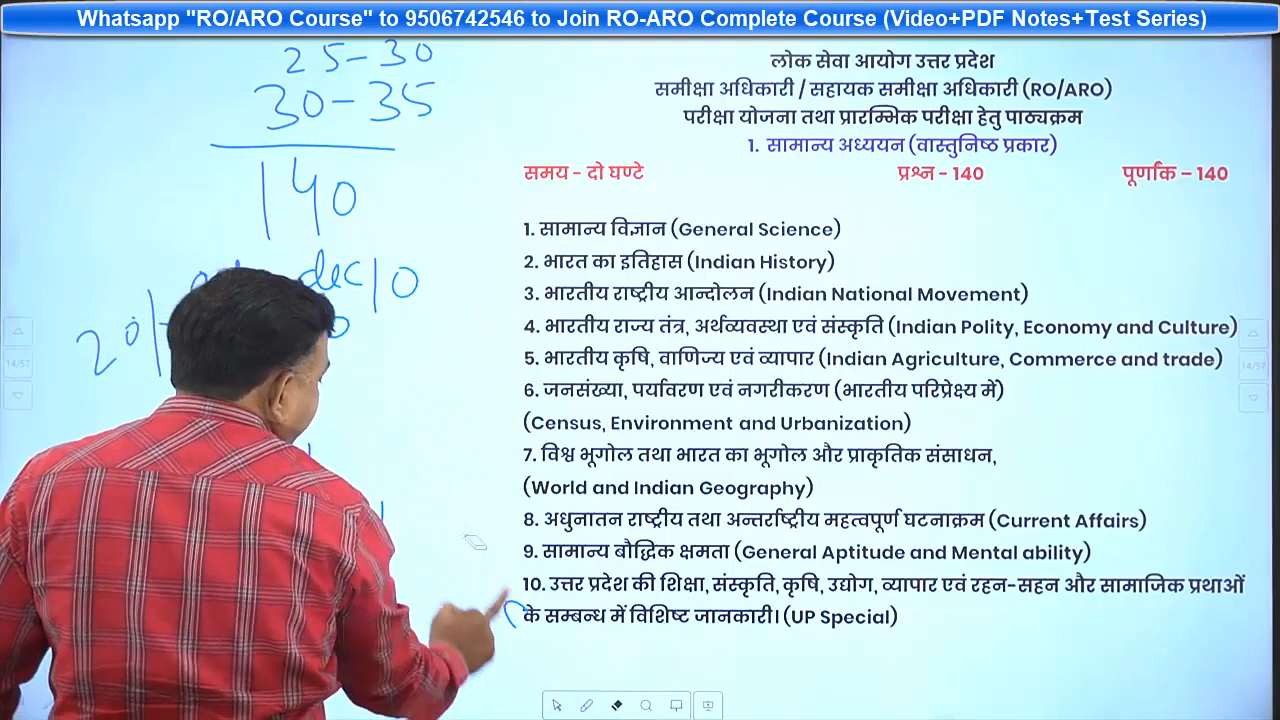 Whatsapp "RO/ARO Course" to 9506742546 to Join RO-ARO Complete Course (Video+PDF Notes+Test Series)
25-30
30-35
140
dec 10
20
लोक सेवा आयोग उत्तर प्रदेश
समीक्षा अधिकारी / सहायक समीक्षा अधिकारी (RO/ARO)
परीक्षा योजना तथा प्रारम्भिक परीक्षा हेतु पाठ्यक्रम
1. सामान्य अध्ययन (वास्तुनिष्ठ प्रकार)
समय - दो घण्टे प्रश्न - 140 पूर्णांक – 140
1. सामान्य विज्ञान (General Science)
2. भारत का इतिहास (Indian History)
3. भारतीय राष्ट्रीय आन्दोलन (Indian National Movement)
4. भारतीय राज्य तंत्र, अर्थव्यवस्था एवं संस्कृति (Indian Polity, Economy and Culture)
5. भारतीय कृषि, वाणिज्य एवं व्यापार (Indian Agriculture, Commerce and trade)
6. जनसंख्या, पर्यावरण एवं नगरीकरण (भारतीय परिप्रेक्ष्य में)
(Census, Environment and Urbanization)
7. विश्व भूगोल तथा भारत का भूगोल और प्राकृतिक संसाधन,
(World and Indian Geography)
8. अधुनातन राष्ट्रीय तथा अन्तर्राष्ट्रीय महत्वपूर्ण घटनाक्रम (Current Affairs)
9. सामान्य बौद्धिक क्षमता (General Aptitude and Mental ability)
10. उत्तर प्रदेश की शिक्षा, संस्कृति, कृषि, उद्योग, व्यापार एवं रहन-सहन और सामाजिक प्रथाओं
के सम्बन्ध में विशिष्ट जानकारी। (UP Special)
14/57
14/57